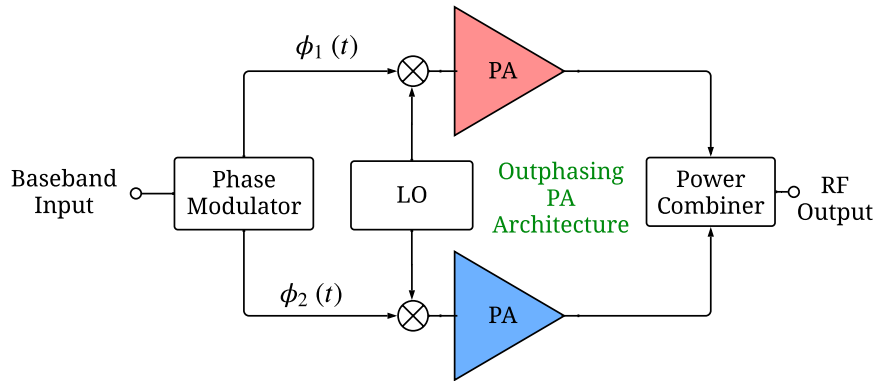 ϕ₁ (t)
PA
Baseband
Input
Phase
Modulator
LO
Outphasing
PA
Architecture
Power
Combiner
RF
Output
ϕ₂ (t)
PA